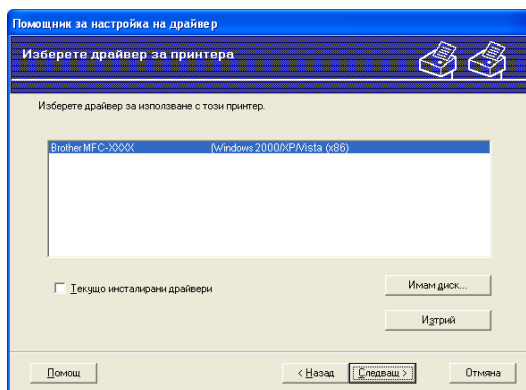 Помощник за настройка на драйвер
Изберете драйвер за принтера
Изберете драйвер за използване с този принтер.
Brother MFC-XXXX (Windows 2000/XP/Vista (x86)
Текущо инсталирани драйвери
Имам диск...
Изтрий
Помощ
< Назад
Следващ >
Отмяна